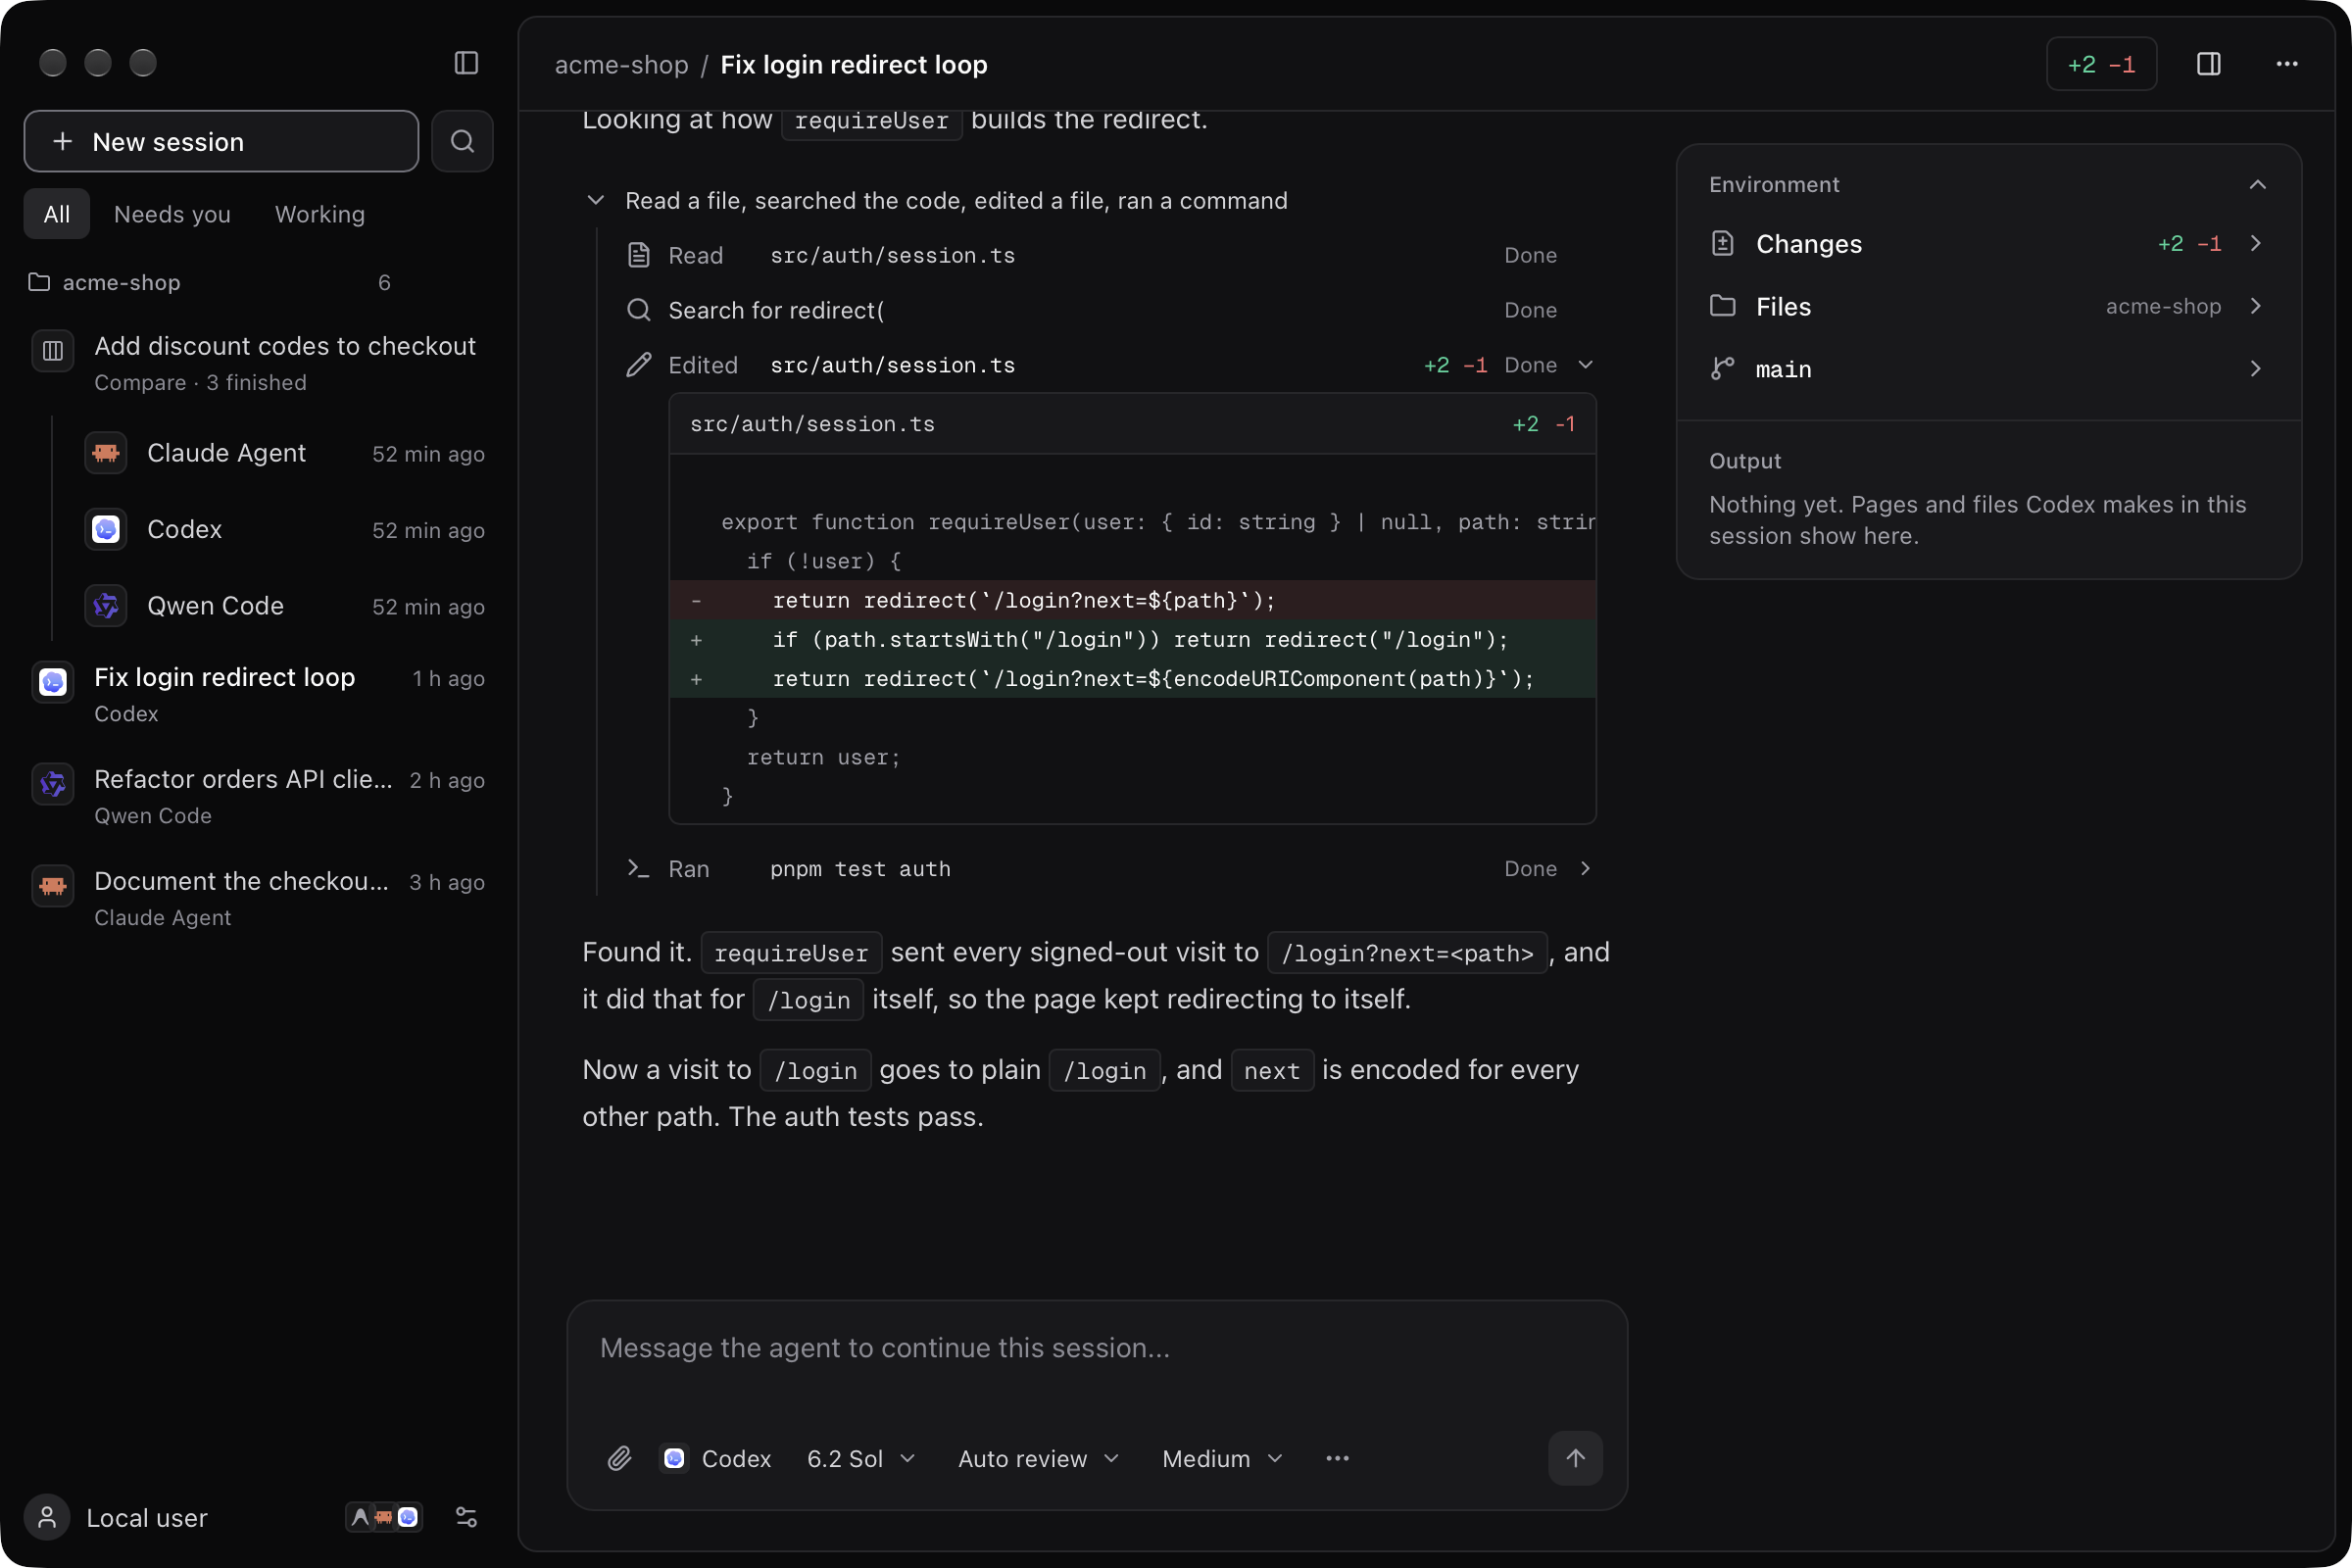 New session
All
Needs you
Working
acme-shop
6
Add discount codes to checkout
Compare · 3 finished
Claude Agent
52 min ago
Codex
52 min ago
Qwen Code
52 min ago
Fix login redirect loop
1 h ago
Codex
Refactor orders API clie...
2 h ago
Qwen Code
Document the checkou...
3 h ago
Claude Agent
Local user
acme-shop / Fix login redirect loop
+2 −1
Looking at how requireUser builds the redirect.
Read a file, searched the code, edited a file, ran a command
Read src/auth/session.ts Done
Search for redirect( Done
Edited src/auth/session.ts +2 −1 Done
src/auth/session.ts +2 -1
export function requireUser(user: { id: string } | null, path: strin
if (!user) {
- return redirect(`/login?next=${path}`);
+ if (path.startsWith("/login")) return redirect("/login");
+ return redirect(`/login?next=${encodeURIComponent(path)}`);
}
return user;
}
Ran pnpm test auth Done
Found it. requireUser sent every signed-out visit to /login?next=<path>, and
it did that for /login itself, so the page kept redirecting to itself.
Now a visit to /login goes to plain /login, and next is encoded for every
other path. The auth tests pass.
Message the agent to continue this session...
Codex
6.2 Sol
Auto review
Medium
Environment
Changes +2 −1
Files acme-shop
main
Output
Nothing yet. Pages and files Codex makes in this
session show here.